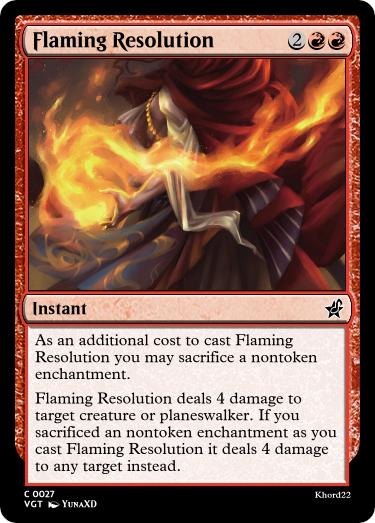 Flaming Resolution 2
Instant
As an additional cost to cast Flaming
Resolution you may sacrifice a nontoken
enchantment.
Flaming Resolution deals 4 damage to
target creature or planeswalker. If you
sacrificed an nontoken enchantment as you
cast Flaming Resolution it deals 4 damage
to any target instead.
C 0027
Khord22
VGT YunaXD